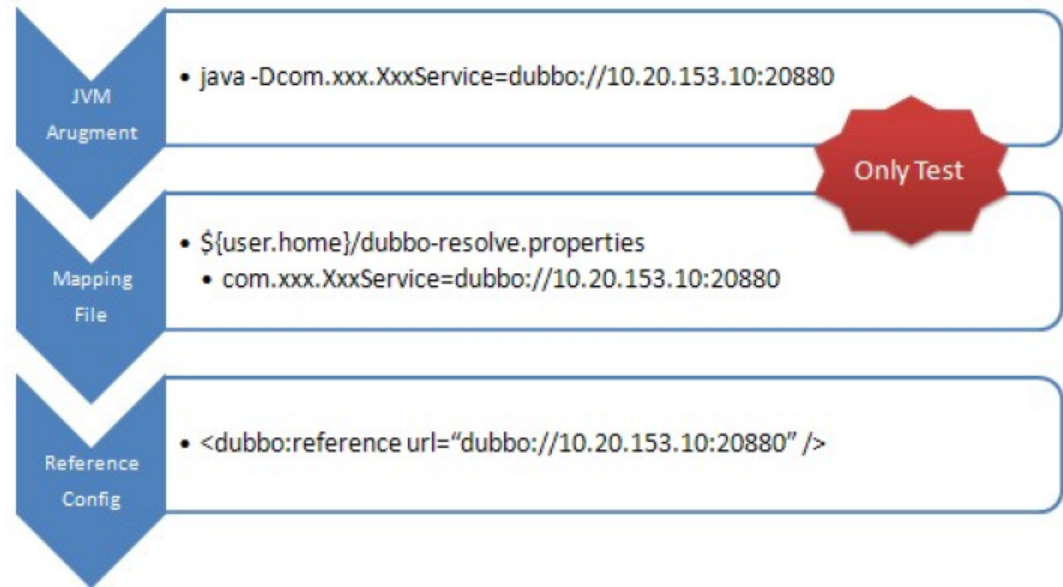 JVM
Arugment
• java -Dcom.xxx.XxxService=dubbo://10.20.153.10:20880
Only Test
Mapping
File
• ${user.home}/dubbo-resolve.properties
• com.xxx.XxxService=dubbo://10.20.153.10:20880
Reference
Config
• <dubbo:reference url=“dubbo://10.20.153.10:20880” />